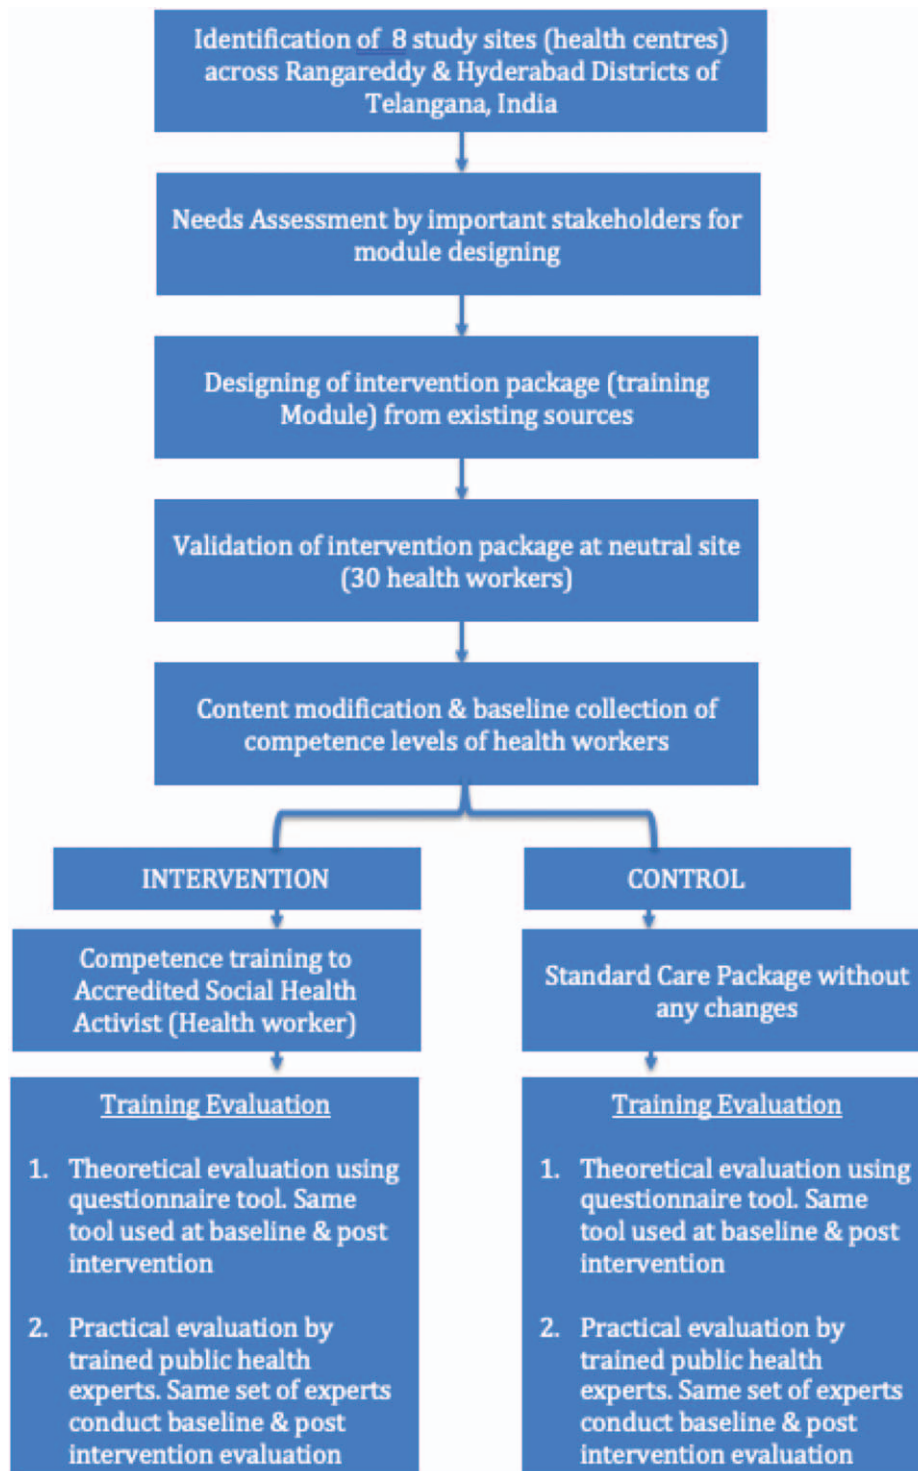 Identification of 8 study sites (health centres)
across Rangareddy & Hyderabad Districts of
Telangana, India
Needs Assessment by important stakeholders for
module designing
Designing of intervention package (training
Module) from existing sources
Validation of intervention package at neutral site
(30 health workers)
Content modification & baseline collection of
competence levels of health workers
INTERVENTION
Competence training to
Accredited Social Health
Activist (Health worker)
Training Evaluation
1. Theoretical evaluation using
questionnaire tool. Same
tool used at baseline & post
intervention
2. Practical evaluation by
trained public health
experts. Same set of experts
conduct baseline & post
intervention evaluation
CONTROL
Standard Care Package without
any changes
Training Evaluation
1. Theoretical evaluation using
questionnaire tool. Same
tool used at baseline & post
intervention
2. Practical evaluation by
trained public health
experts. Same set of experts
conduct baseline & post
intervention evaluation